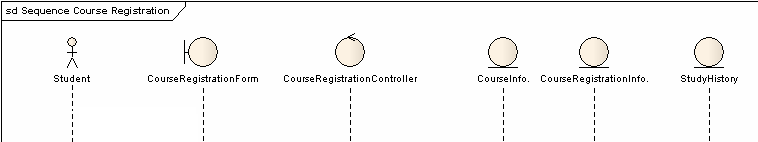 sd Sequence Course Registration
Student
CourseRegistrationForm
CourseRegistrationController
CourseInfo.
CourseRegistrationInfo.
StudyHistory